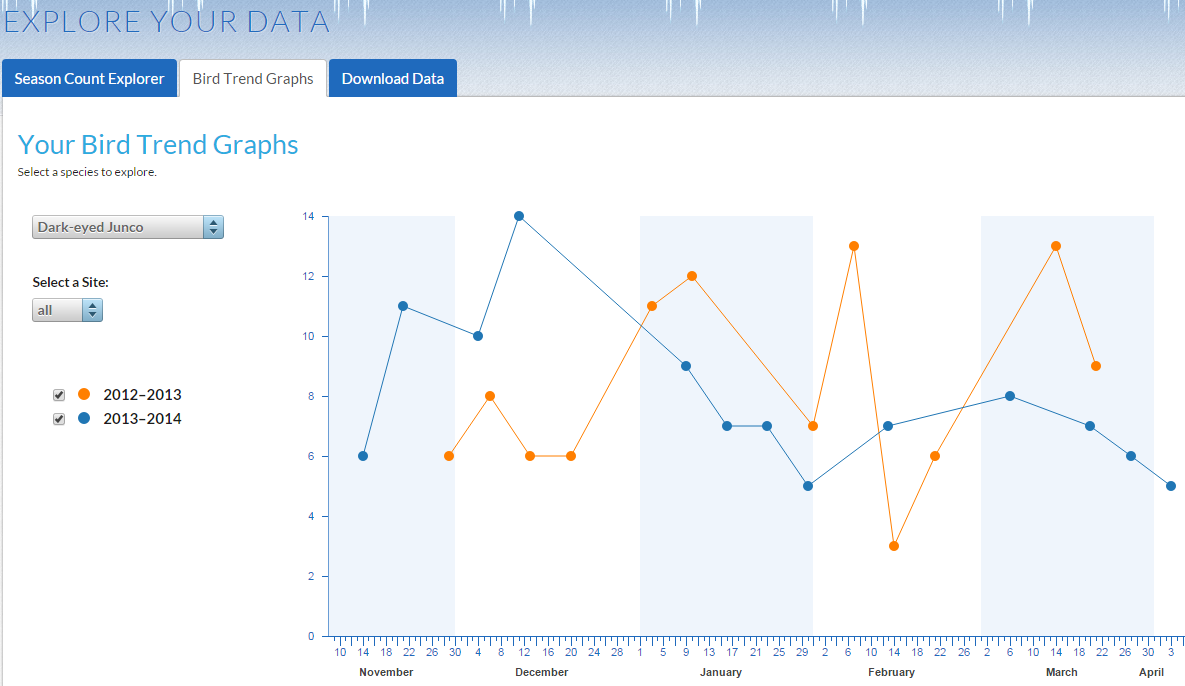 EXPLORE YOUR DATA
Season Count Explorer Bird Trend Graphs Download Data
Your Bird Trend Graphs
Select a species to explore.
Dark-eyed Junco
Select a Site:
all
2012–2013
2013–2014
14
12
10
8
6
4
2
0
10 14 18 22 26 30 4 8 12 16 20 24 28 1 5 9 13 17 21 25 29 2 6 10 14 18 22 26 2 6 10 14 18 22 26 30 3
November December January February March April